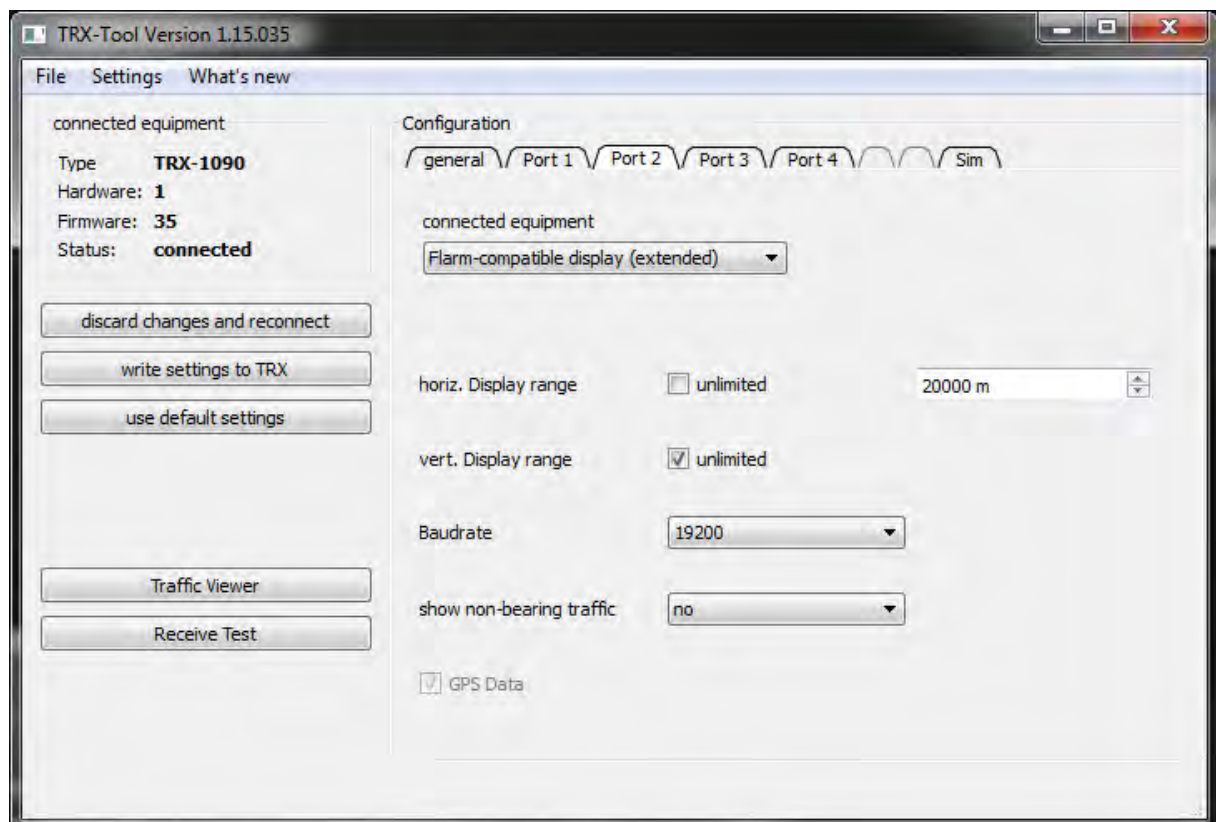 TRX-Tool Version 1.15.035
File Settings What's new
connected equipment
Type TRX-1090
Hardware: 1
Firmware: 35
Status: connected
discard changes and reconnect
write settings to TRX
use default settings
Traffic Viewer
Receive Test
Configuration
general Port 1 Port 2 Port 3 Port 4 Sim
connected equipment
Flarm-compatible display (extended)
horiz. Display range unlimited 20000 m
vert. Display range unlimited
Baudrate 19200
show non-bearing traffic no
GPS Data